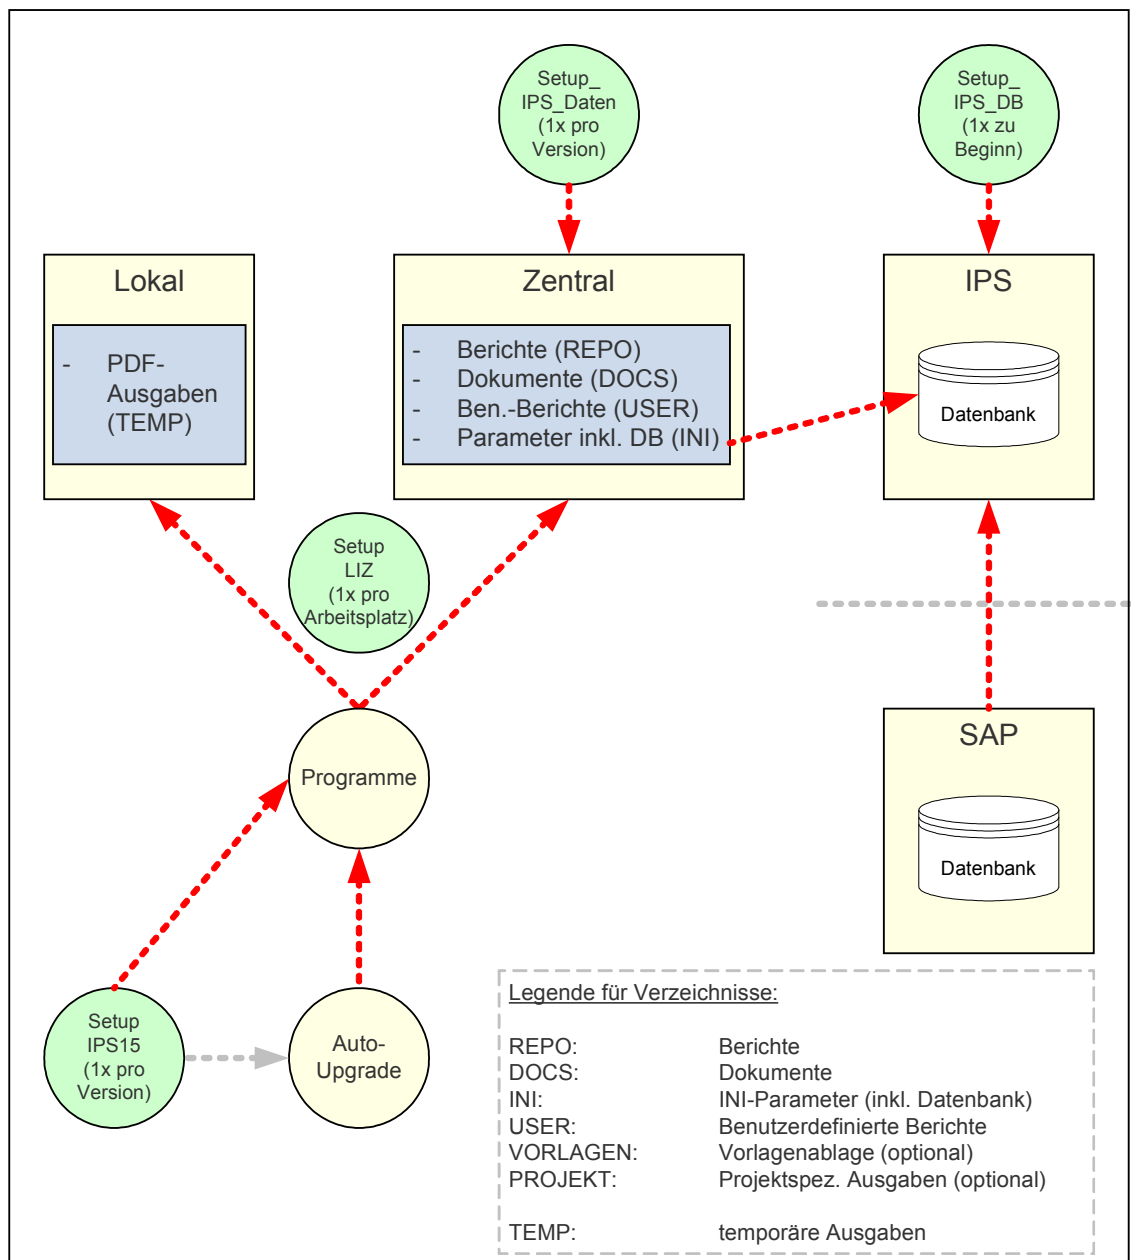 Setup_
IPS_Daten
(1x pro
Version)
Setup_
IPS_DB
(1x zu
Beginn)
Lokal
- PDF-
Ausgaben
(TEMP)
Zentral
- Berichte (REPO)
- Dokumente (DOCS)
- Ben.-Berichte (USER)
- Parameter inkl. DB (INI)
IPS
Datenbank
Setup
LIZ
(1x pro
Arbeitsplatz)
Programme
SAP
Datenbank
Setup
IPS15
(1x pro
Version)
Auto-
Upgrade
Legende für Verzeichnisse:
REPO: Berichte
DOCS: Dokumente
INI: INI-Parameter (inkl. Datenbank)
USER: Benutzerdefinierte Berichte
VORLAGEN: Vorlagenablage (optional)
PROJEKT: Projektspez. Ausgaben (optional)
TEMP: temporäre Ausgaben